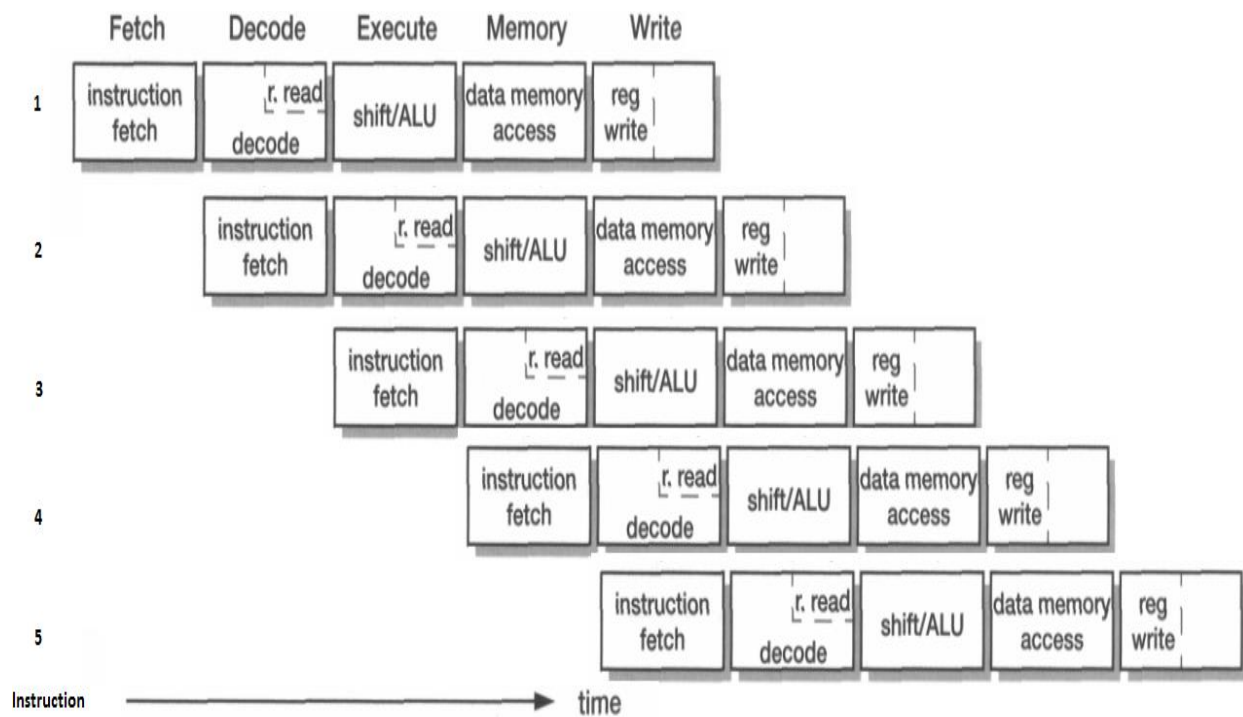 Fetch Decode Execute Memory Write
1
instruction r. read shift/ALU data memory reg
fetch decode access write
2
instruction r. read shift/ALU data memory reg
fetch decode access write
3
instruction r. read shift/ALU data memory reg
fetch decode access write
4
instruction r. read shift/ALU data memory reg
fetch decode access write
5
instruction r. read shift/ALU data memory reg
fetch decode access write
Instruction time